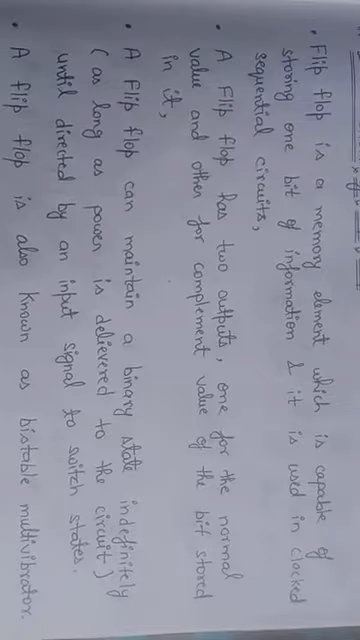 • Flip flop is a memory element which is capable of
storing one bit of information & it is used in clocked
sequential circuits,
• A Flip flop has two outputs, one for the normal
value and other for complement value of the bit stored
in it,
• A Flip flop can maintain a binary state indefinitely
(as long as power is delievered to the circuit)
until directed by an input signal to switch states.
• A flip flop is also known as bistable multivibrator.